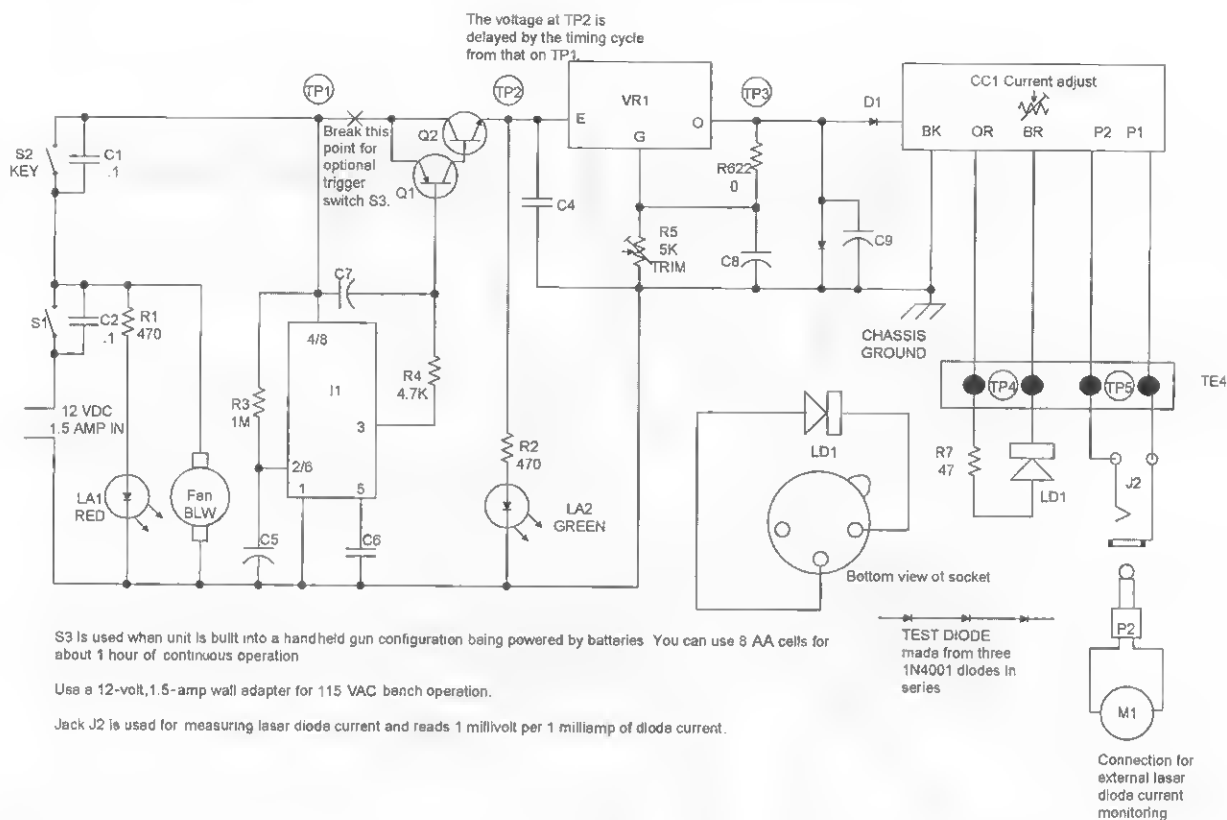 The voltage at TP2 is
delayed by the timing cycle
from that on TP1.
TP1
TP2
VR1
E
G
O
TP3
D1
CC1 Current adjust
BK
OR
BR
P2
P1
S2
KEY
C1
.1
Break this
point for
optional
trigger
switch S3.
Q2
Q1
C4
R622
0
R5
5K
TRIM
C8
C9
CHASSIS
GROUND
S1
C2
.1
R1
470
C7
4/8
R3
1M
I1
R4
4.7K
3
2/6
1
5
12 VDC
1.5 AMP IN
LA1
RED
Fan
BLW
C5
C6
R2
470
LA2
GREEN
LD1
Bottom view of socket
TP4
TP5
TE4
R7
47
LD1
J2
TEST DIODE
made from three
1N4001 diodes in
series
P2
M1
Connection for
external lasar
diode current
monitoring
S3 is used when unit is built into a handheld gun configuration being powered by batteries You can use 8 AA cells for
about 1 hour of continuous operation
Use a 12-volt,1.5-amp wall adapter for 115 VAC bench operation.
Jack J2 is used for measuring lasar diode current and reads 1 millivolt per 1 milliamp of diode current.